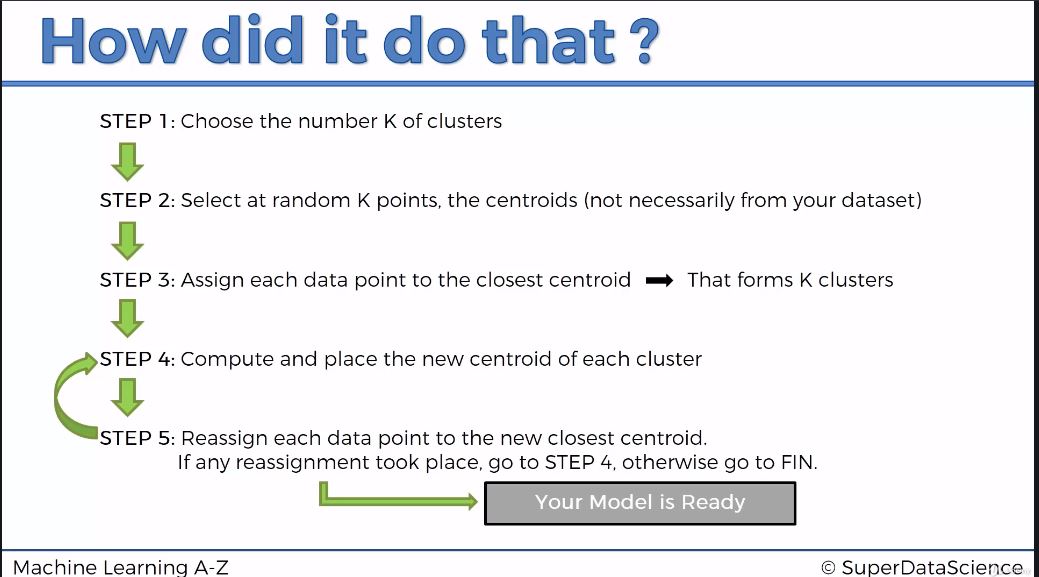 How did it do that ?
STEP 1: Choose the number K of clusters
STEP 2: Select at random K points, the centroids (not necessarily from your dataset)
STEP 3: Assign each data point to the closest centroid ➡ That forms K clusters
STEP 4: Compute and place the new centroid of each cluster
STEP 5: Reassign each data point to the new closest centroid.
If any reassignment took place, go to STEP 4, otherwise go to FIN.
Your Model is Ready
Machine Learning A-Z
© SuperDataScience